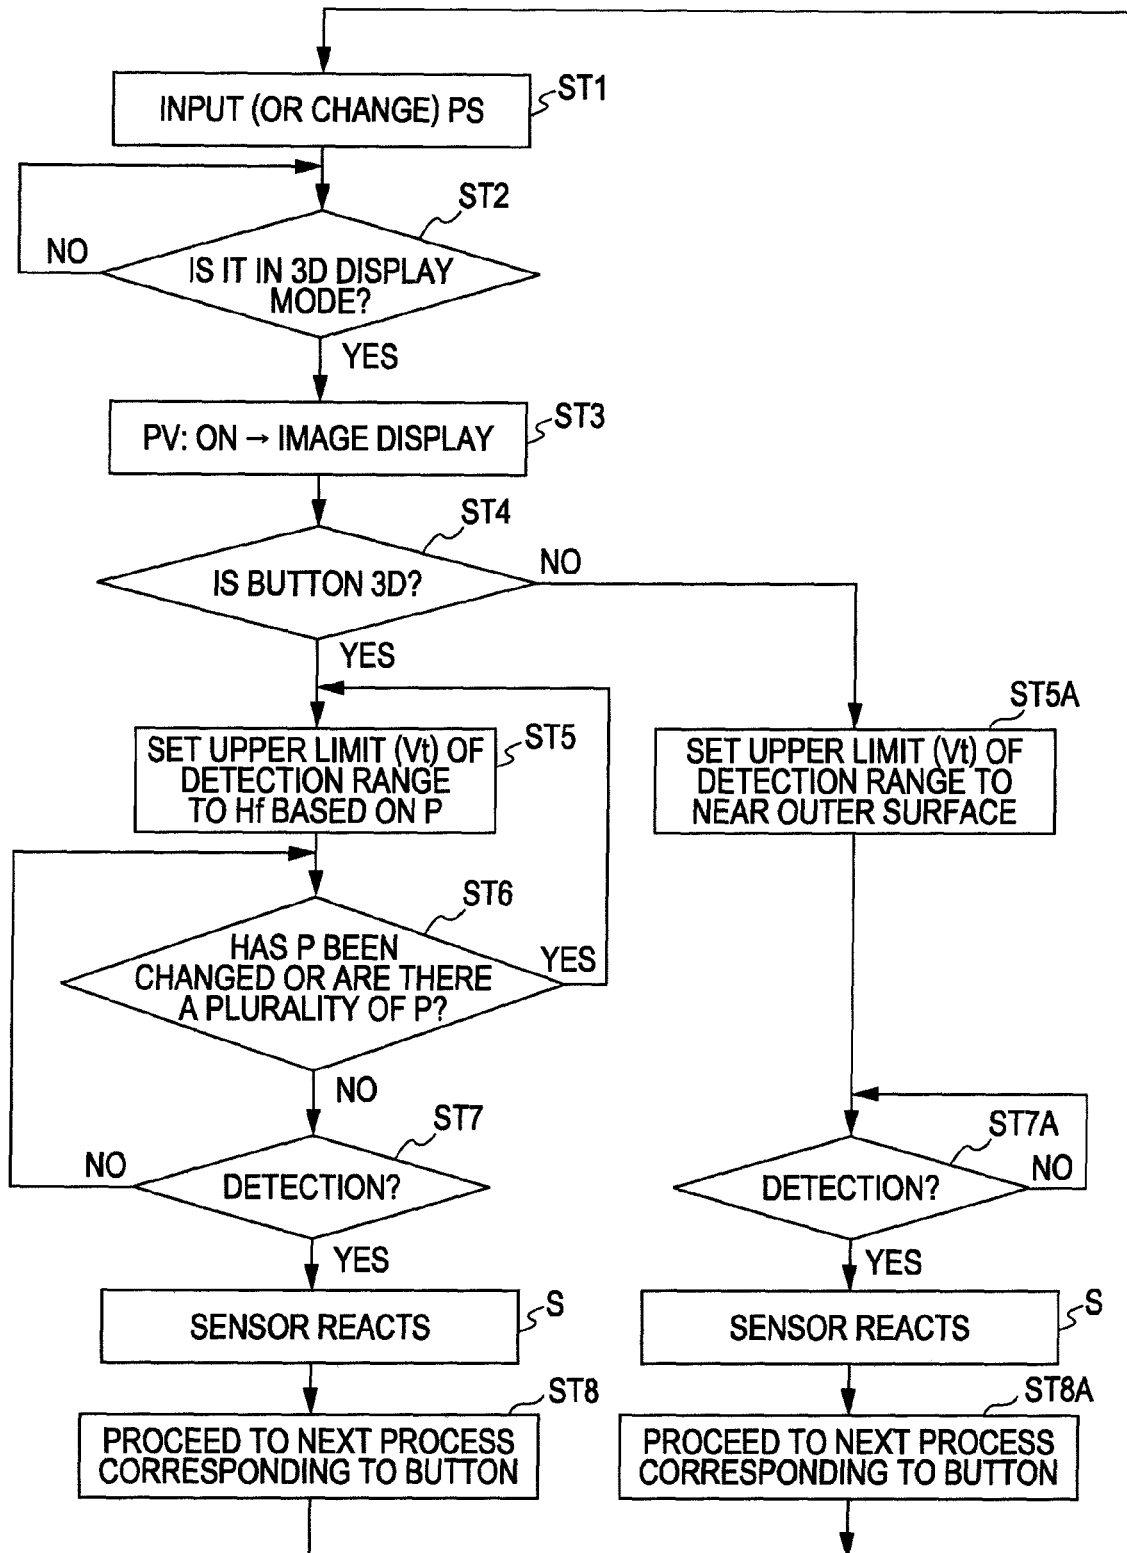 INPUT (OR CHANGE) PS
ST1
ST2
NO
IS IT IN 3D DISPLAY
MODE?
YES
PV: ON → IMAGE DISPLAY
ST3
ST4
IS BUTTON 3D?
NO
YES
ST5
SET UPPER LIMIT (Vt) OF
DETECTION RANGE
TO Hf BASED ON P
ST5A
SET UPPER LIMIT (Vt) OF
DETECTION RANGE TO
NEAR OUTER SURFACE
ST6
HAS P BEEN
CHANGED OR ARE THERE
A PLURALITY OF P?
YES
NO
ST7
NO
DETECTION?
YES
ST7A
DETECTION?
NO
YES
SENSOR REACTS
S
SENSOR REACTS
S
ST8
PROCEED TO NEXT PROCESS
CORRESPONDING TO BUTTON
ST8A
PROCEED TO NEXT PROCESS
CORRESPONDING TO BUTTON